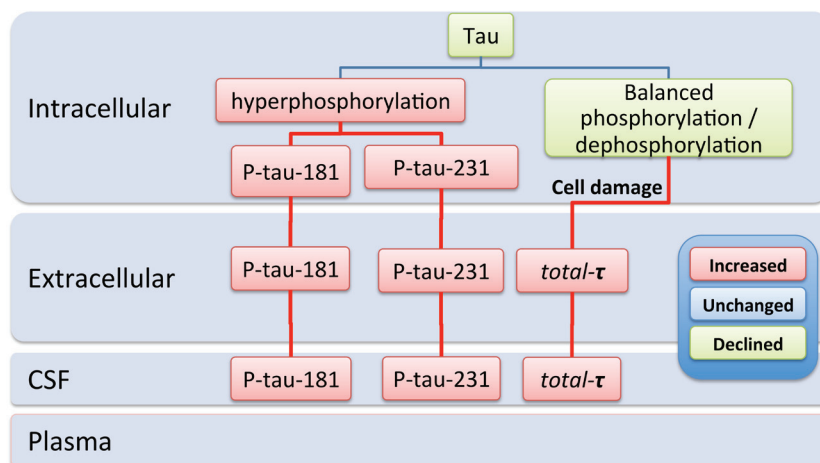 Tau
Intracellular
hyperphosphorylation
Balanced
phosphorylation /
dephosphorylation
P-tau-181
P-tau-231
Cell damage
Extracellular
P-tau-181
P-tau-231
total-τ
Increased
Unchanged
Declined
CSF
P-tau-181
P-tau-231
total-τ
Plasma